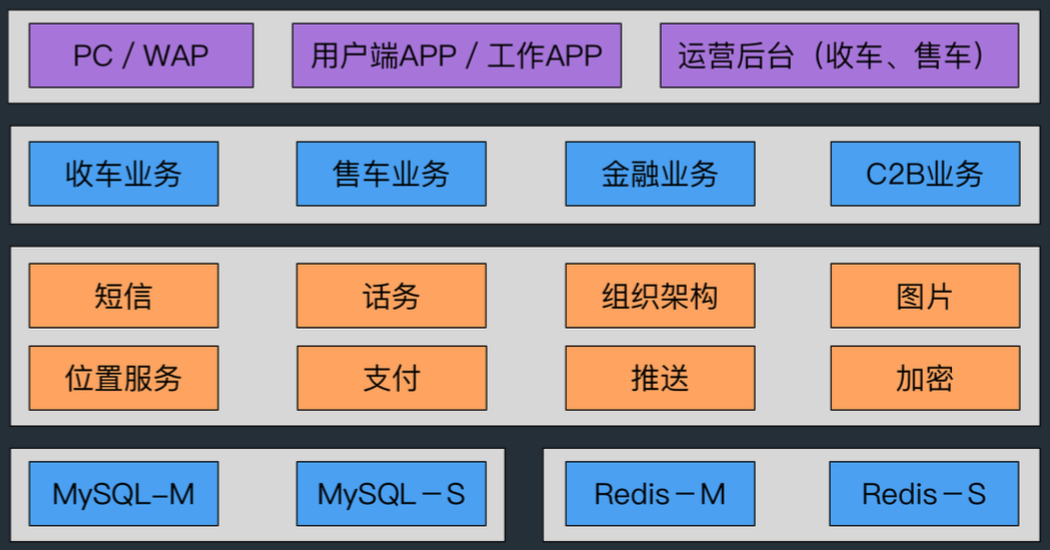 PC / WAP
用户端APP / 工作APP
运营后台（收车、售车）
收车业务
售车业务
金融业务
C2B业务
短信
话务
组织架构
图片
位置服务
支付
推送
加密
MySQL-M
MySQL-S
Redis-M
Redis-S